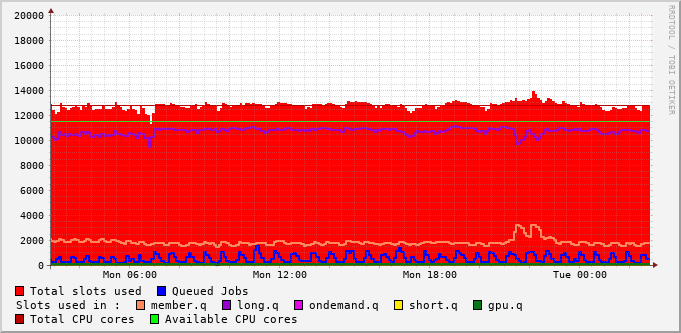 20000
18000
16000
14000
12000
10000
8000
6000
4000
2000
0
Mon 06:00 Mon 12:00 Mon 18:00 Tue 00:00
RRDTOOL / TOBI OETIKER
Total slots used Queued Jobs
Slots used in : member.q long.q ondemand.q short.q gpu.q
Total CPU cores Available CPU cores